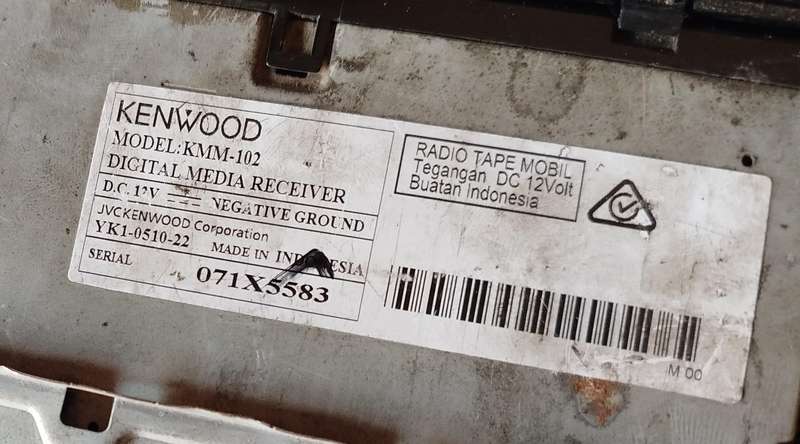 KENWOOD
MODEL:KMM-102
DIGITAL MEDIA RECEIVER
D.C. 12V NEGATIVE GROUND
JVCKENWOOD Corporation
YK1-0510-22 MADE IN INDONESIA
SERIAL 071X5583
RADIO TAPE MOBIL
Tegangan DC 12Volt
Buatan Indonesia
M 00